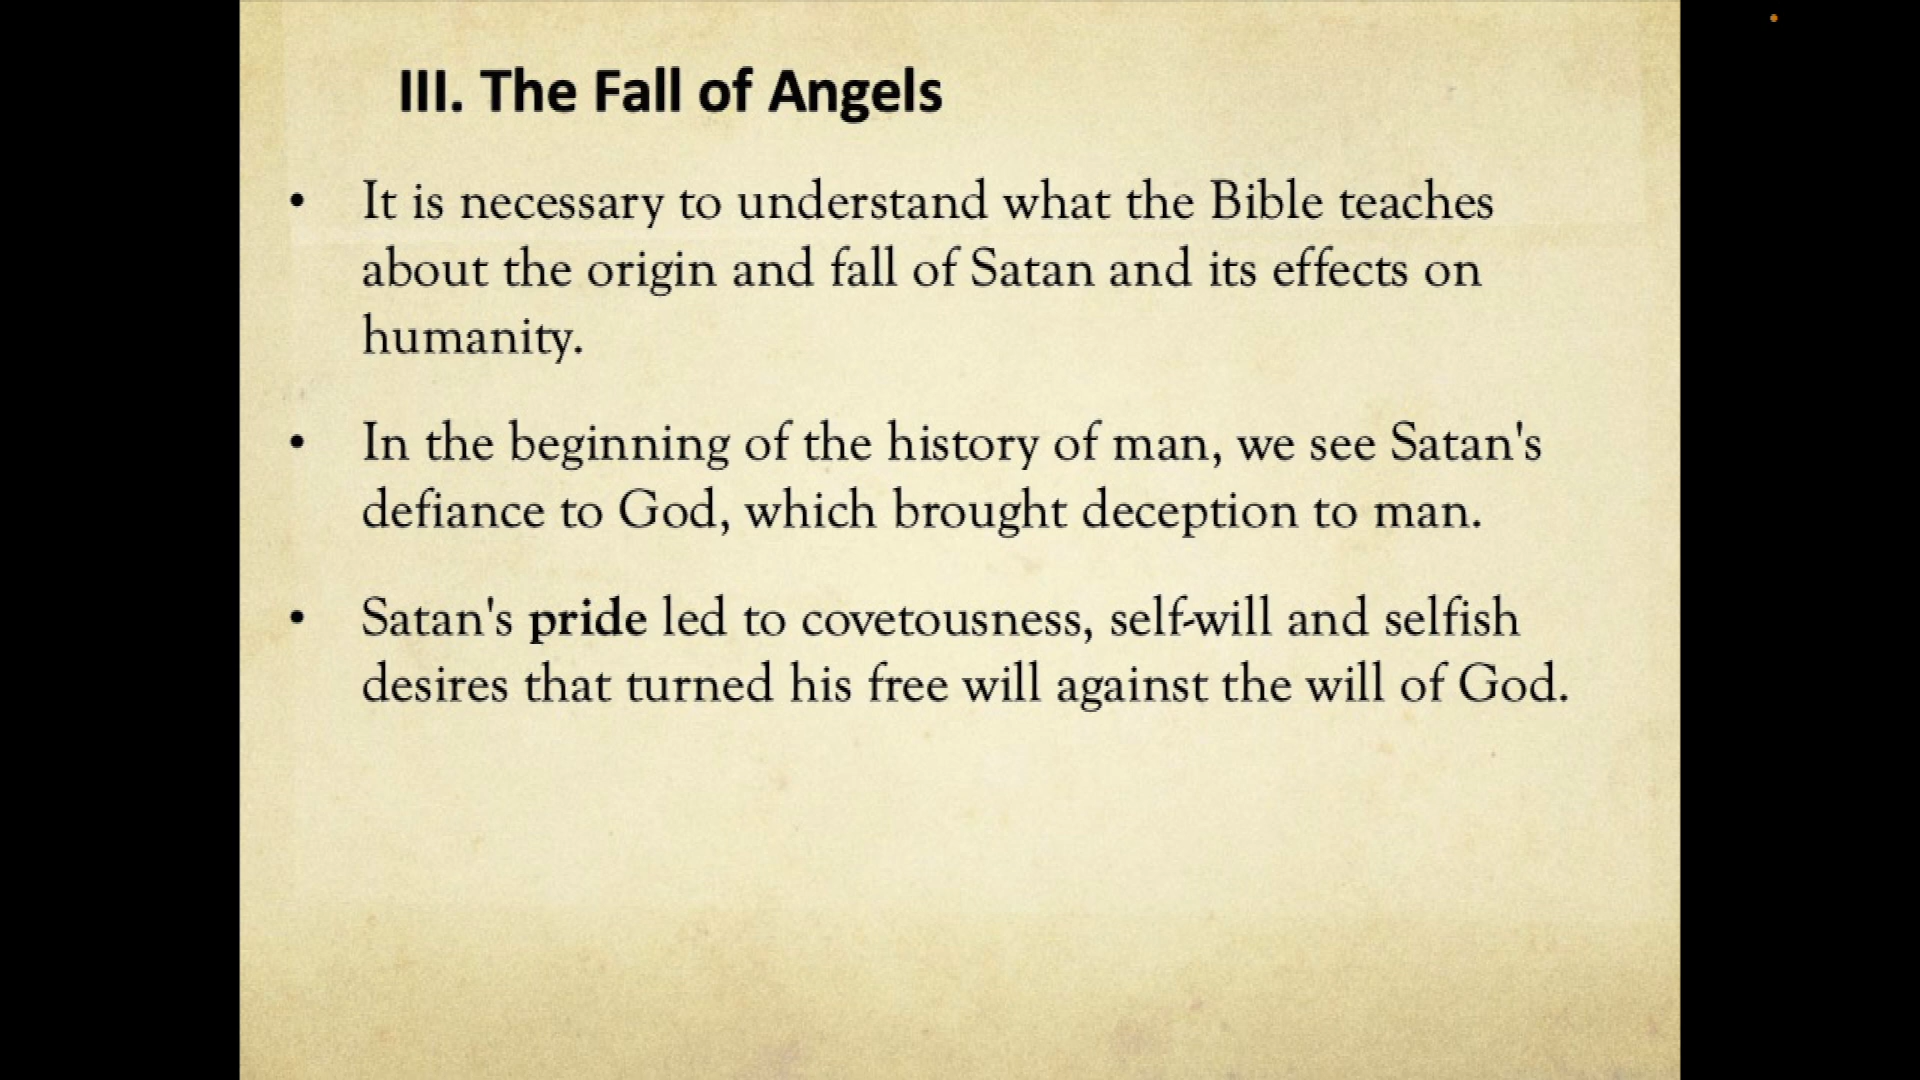 III. The Fall of Angels
• It is necessary to understand what the Bible teaches
about the origin and fall of Satan and its effects on
humanity.
• In the beginning of the history of man, we see Satan's
defiance to God, which brought deception to man.
• Satan's pride led to covetousness, self-will and selfish
desires that turned his free will against the will of God.